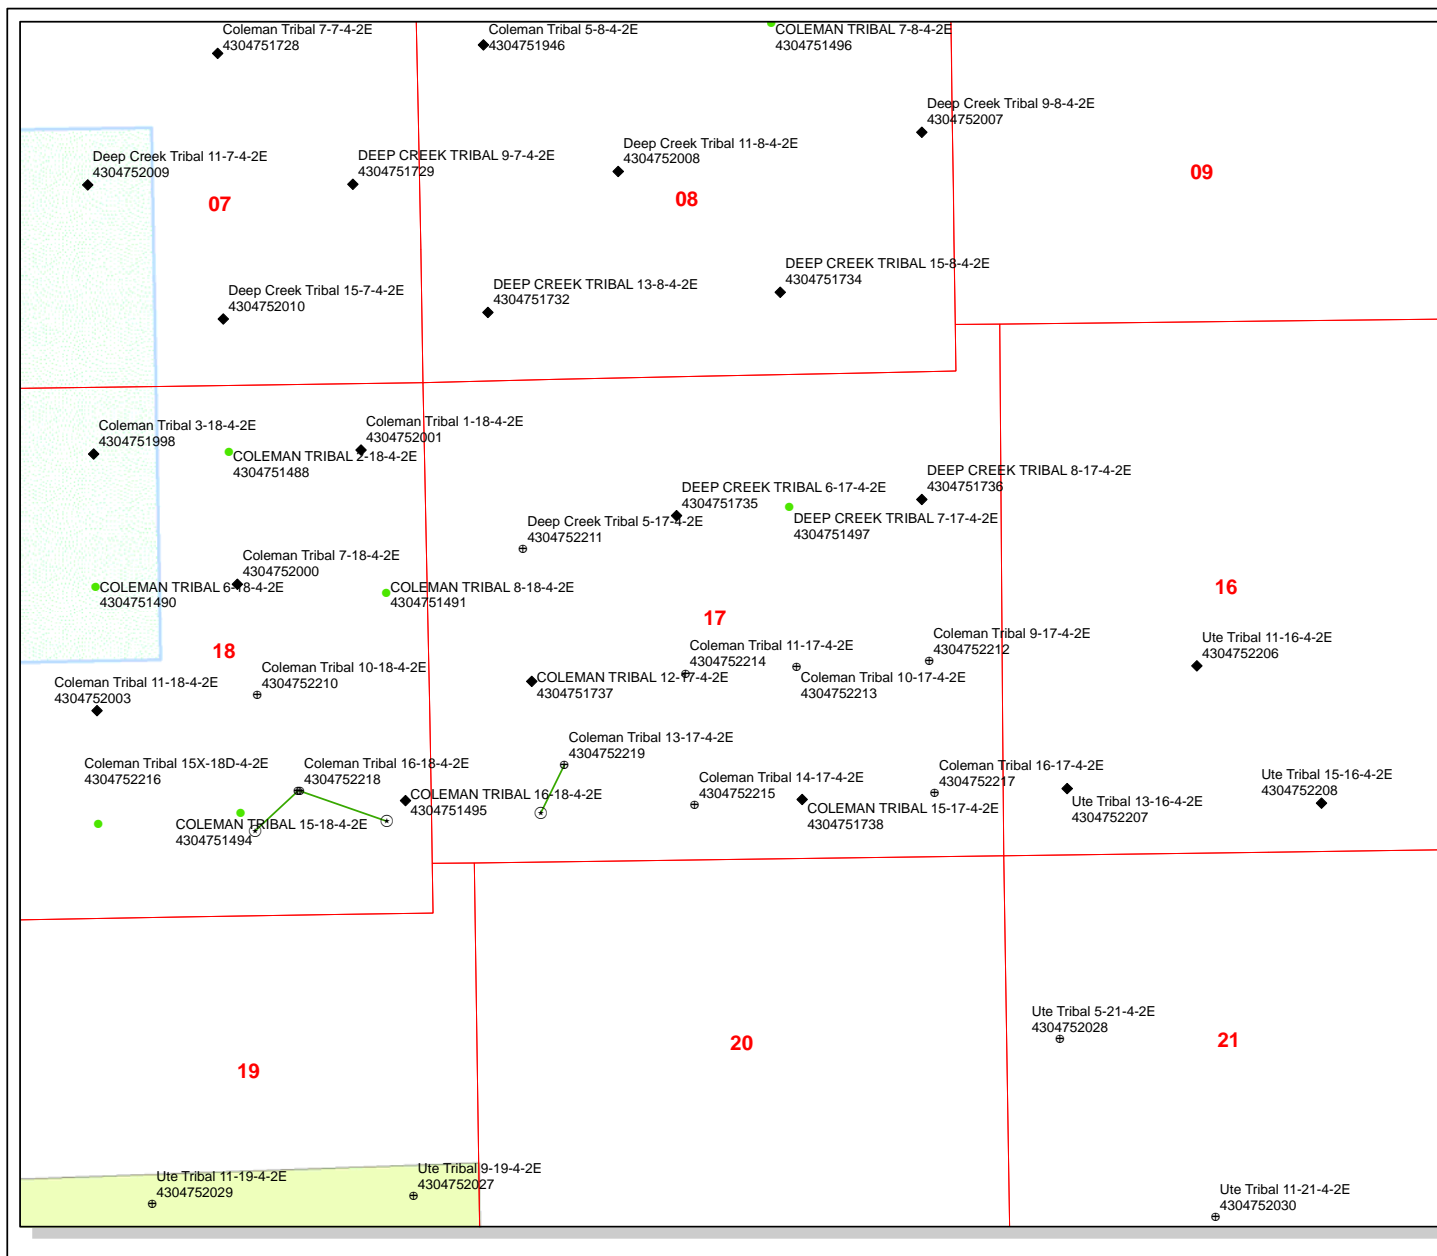 Coleman Tribal 7-7-4-2E
4304751728
Coleman Tribal 5-8-4-2E
4304751946
COLEMAN TRIBAL 7-8-4-2E
4304751496
Deep Creek Tribal 9-8-4-2E
4304752007
Deep Creek Tribal 11-7-4-2E
4304752009
DEEP CREEK TRIBAL 9-7-4-2E
4304751729
Deep Creek Tribal 11-8-4-2E
4304752008
07
08
09
Deep Creek Tribal 15-7-4-2E
4304752010
DEEP CREEK TRIBAL 13-8-4-2E
4304751732
DEEP CREEK TRIBAL 15-8-4-2E
4304751734
Coleman Tribal 3-18-4-2E
4304751998
COLEMAN TRIBAL 2-18-4-2E
4304751488
Coleman Tribal 1-18-4-2E
4304752001
DEEP CREEK TRIBAL 6-17-4-2E
4304751735
DEEP CREEK TRIBAL 8-17-4-2E
4304751736
DEEP CREEK TRIBAL 7-17-4-2E
4304751497
Deep Creek Tribal 5-17-4-2E
4304752211
Coleman Tribal 7-18-4-2E
4304752000
COLEMAN TRIBAL 6-18-4-2E
4304751490
COLEMAN TRIBAL 8-18-4-2E
4304751491
16
17
18
Coleman Tribal 9-17-4-2E
4304752212
Ute Tribal 11-16-4-2E
4304752206
Coleman Tribal 11-17-4-2E
4304752214
Coleman Tribal 10-17-4-2E
4304752213
Coleman Tribal 10-18-4-2E
4304752210
COLEMAN TRIBAL 12-17-4-2E
4304751737
Coleman Tribal 11-18-4-2E
4304752003
Coleman Tribal 13-17-4-2E
4304752219
Coleman Tribal 15X-18D-4-2E
4304752216
Coleman Tribal 16-18-4-2E
4304752218
COLEMAN TRIBAL 16-18-4-2E
4304751495
Coleman Tribal 14-17-4-2E
4304752215
Coleman Tribal 16-17-4-2E
4304752217
COLEMAN TRIBAL 15-17-4-2E
4304751738
Ute Tribal 13-16-4-2E
4304752207
Ute Tribal 15-16-4-2E
4304752208
COLEMAN TRIBAL 15-18-4-2E
4304751494
Ute Tribal 5-21-4-2E
4304752028
19
20
21
Ute Tribal 11-19-4-2E
4304752029
Ute Tribal 9-19-4-2E
4304752027
Ute Tribal 11-21-4-2E
4304752030